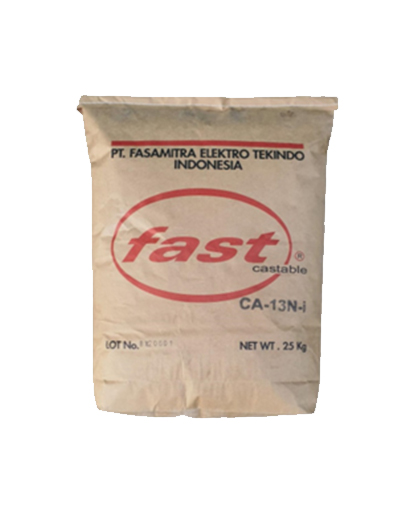 PT. FASAMITRA ELEKTRO TEKINDO
INDONESIA
fast ®
castable
CA-13N-i
LOT No. NET WT. 25 Kg